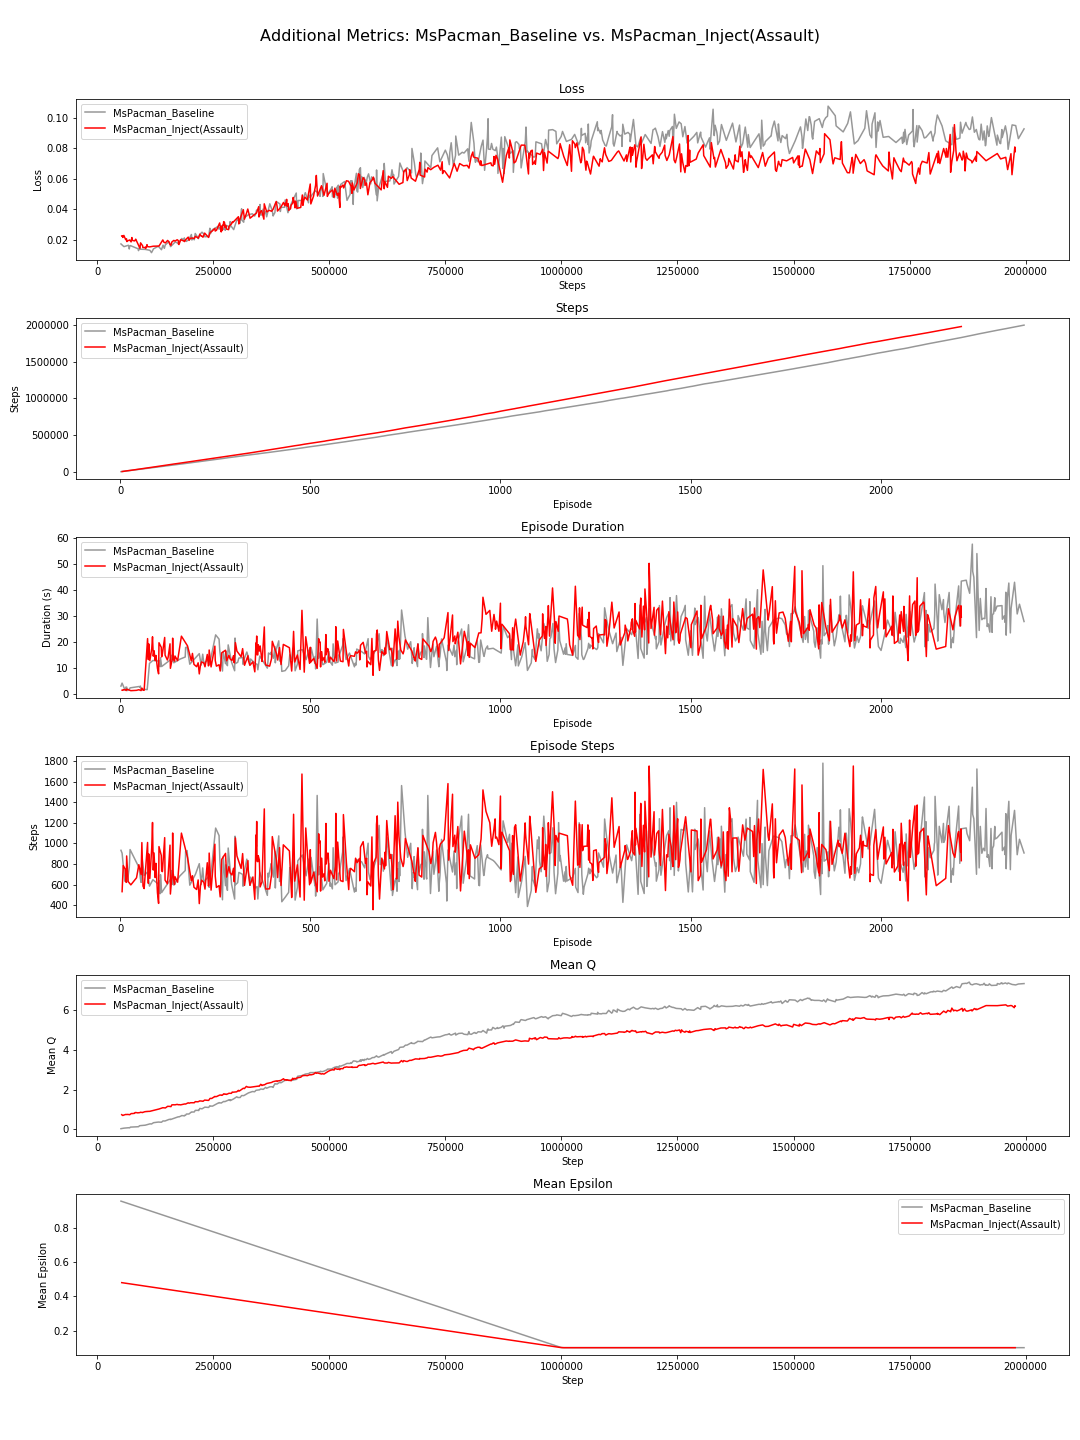 Additional Metrics: MsPacman_Baseline vs. MsPacman_Inject(Assault)
Loss
MsPacman_Baseline
MsPacman_Inject(Assault)
Loss
0.10
0.08
0.06
0.04
0.02
0 250000 500000 750000 1000000 1250000 1500000 1750000 2000000
Steps
Steps
MsPacman_Baseline
MsPacman_Inject(Assault)
Steps
2000000
1500000
1000000
500000
0
0 500 1000 1500 2000
Episode
Episode Duration
MsPacman_Baseline
MsPacman_Inject(Assault)
Duration (s)
60
50
40
30
20
10
0
0 500 1000 1500 2000
Episode
Episode Steps
MsPacman_Baseline
MsPacman_Inject(Assault)
Steps
1800
1600
1400
1200
1000
800
600
400
0 500 1000 1500 2000
Episode
Mean Q
MsPacman_Baseline
MsPacman_Inject(Assault)
Mean Q
6
4
2
0
0 250000 500000 750000 1000000 1250000 1500000 1750000 2000000
Step
Mean Epsilon
MsPacman_Baseline
MsPacman_Inject(Assault)
Mean Epsilon
0.8
0.6
0.4
0.2
0 250000 500000 750000 1000000 1250000 1500000 1750000 2000000
Step